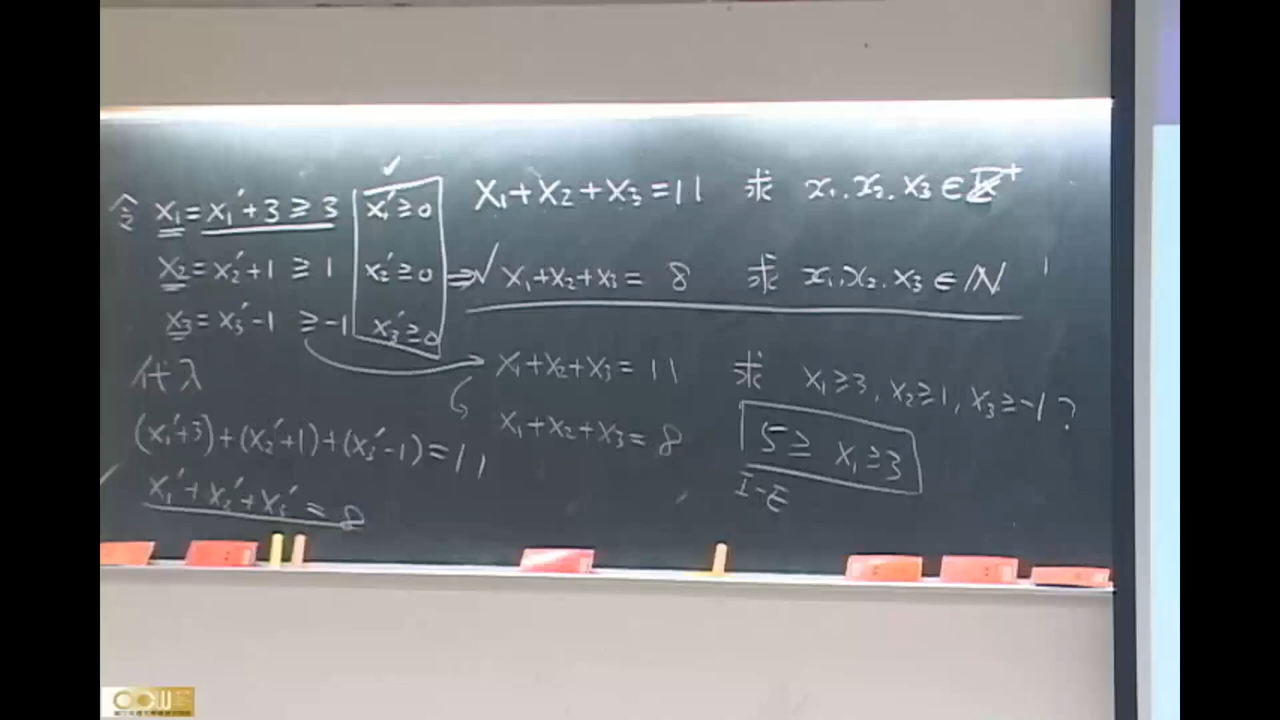 令 x₁ = x₁′+3 ≥ 3 x₁′ ≥ 0
x₂ = x₂′+1 ≥ 1 x₂′ ≥ 0
x₃ = x₃′-1 ≥ -1 x₃′ ≥ 0
代入
(x₁′+3)+(x₂′+1)+(x₃′-1) = 11
x₁′+x₂′+x₃′ = 8
x₁+x₂+x₃ = 11 求 x₁, x₂, x₃ ∈ ⁺
⇒ √ x₁+x₂+x₃ = 8 求 x₁, x₂, x₃ ∈ N
x₁+x₂+x₃ = 11 求 x₁≥3, x₂≥1, x₃≥-1?
x₁+x₂+x₃ = 8
5 ≥ x₁ ≥ 3
I-E
OCW